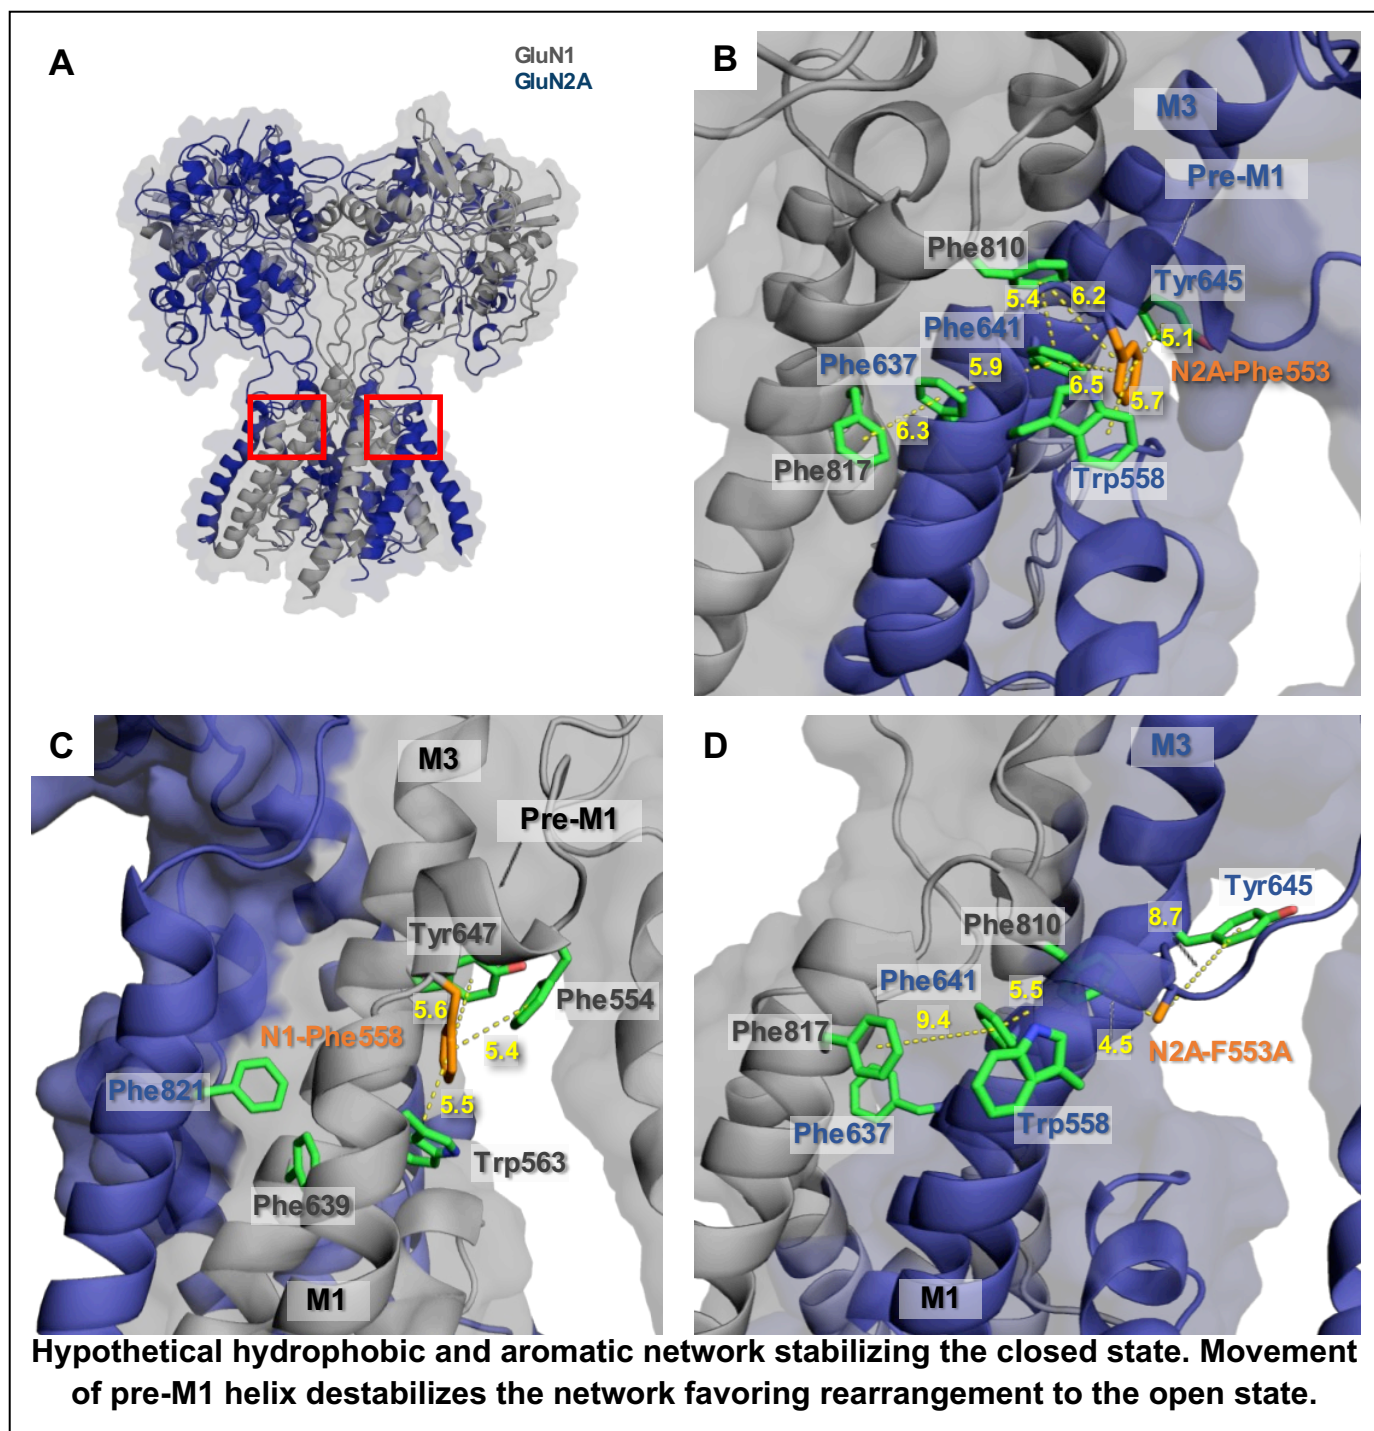 A
GluN1
GluN2A
B
M3
Pre-M1
Phe810
Tyr645
5.4
6.2
Phe641
5.1
Phe637
5.9
N2A-Phe553
6.5
5.7
6.3
Phe817
Trp558
C
M3
Pre-M1
Tyr647
Phe554
5.6
N1-Phe558
5.4
Phe821
5.5
Trp563
Phe639
M1
D
M3
Tyr645
8.7
Phe810
Phe641
5.5
Phe817
9.4
4.5
N2A-F553A
Phe637
Trp558
M1
Hypothetical hydrophobic and aromatic network stabilizing the closed state. Movement
of pre-M1 helix destabilizes the network favoring rearrangement to the open state.